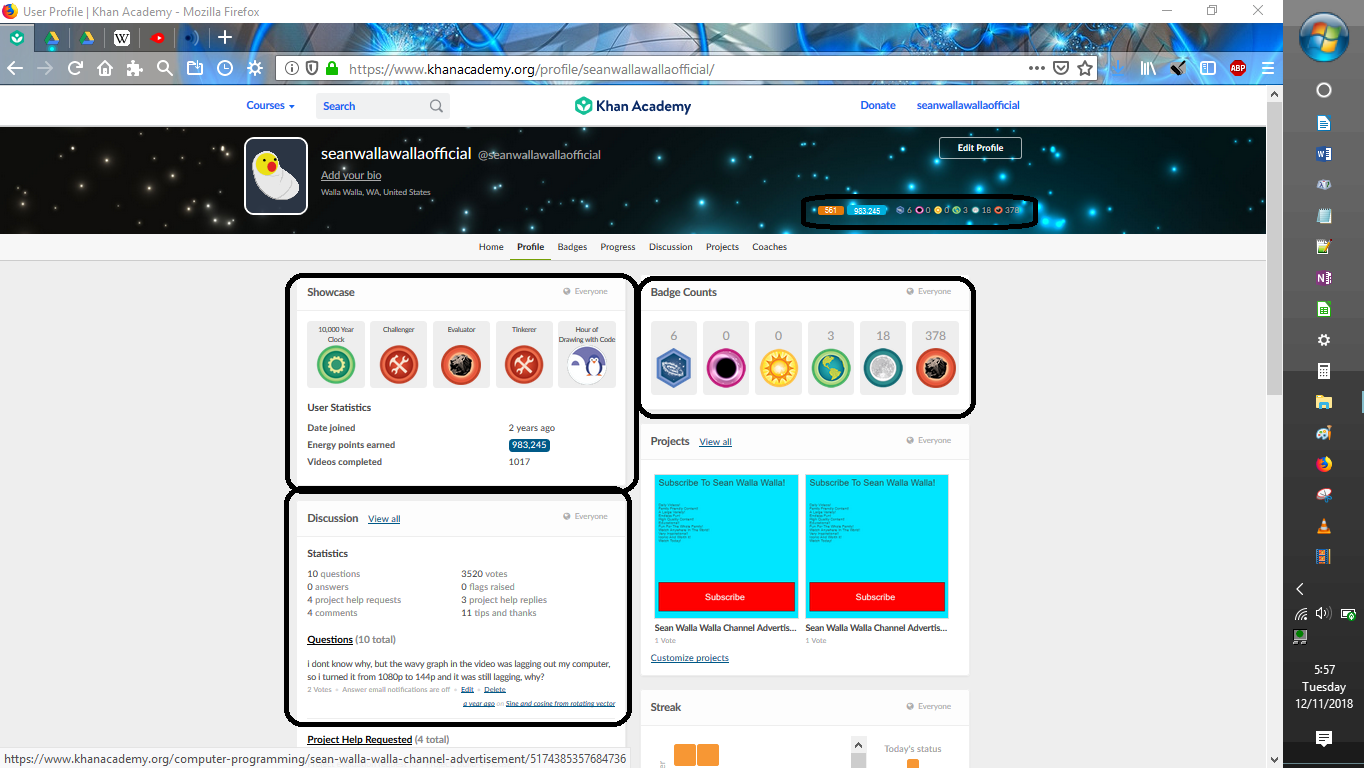 User Profile | Khan Academy - Mozilla Firefox
https://www.khanacademy.org/profile/seanwallawallaofficial/
ABP
Courses
Search
Khan Academy
Donate
seanwallawallaofficial
seanwallawallaofficial @seanwallawallaofficial
Add your bio
Walla Walla, WA, United States
Edit Profile
561 983,245 6 0 0 3 18 378
Home Profile Badges Progress Discussion Projects Coaches
Showcase
Everyone
10,000 Year Clock
Challenger
Evaluator
Tinkerer
Hour of Drawing with Code
User Statistics
Date joined 2 years ago
Energy points earned 983,245
Videos completed 1017
Badge Counts
Everyone
6 0 0 3 18 378
Discussion View all
Everyone
Statistics
10 questions 3520 votes
0 answers 0 flags raised
4 project help requests 3 project help replies
4 comments 11 tips and thanks
Questions (10 total)
i dont know why, but the wavy graph in the video was lagging out my computer,
so i turned it from 1080p to 144p and it was still lagging, why?
2 Votes • Answer email notifications are off • Edit • Delete
a year ago on Sine and cosine from rotating vector
Project Help Requested (4 total)
Projects View all
Everyone
Subscribe To Sean Walla Walla!
Subscribe
Sean Walla Walla Channel Advertis...
1 Vote
Subscribe To Sean Walla Walla!
Subscribe
Sean Walla Walla Channel Advertis...
1 Vote
Customize projects
Streak
Everyone
Today's status
https://www.khanacademy.org/computer-programming/sean-walla-walla-channel-advertisement/5174385357684736
5:57
Tuesday
12/11/2018